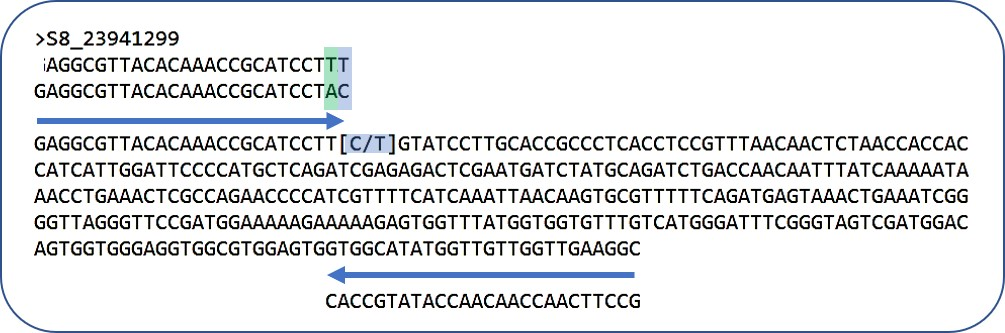 >S8_23941299
GAGGCGTTACACAAACCGCATCCTTT
GAGGCGTTACACAAACCGCATCCTAC
GAGGCGTTACACAAACCGCATCCTT[C/T]GTATCCTTGCACCGCCCTCACCTCCGTTTAACAACTCTAACCACCAC
CATCATTGGATTCCCCATGCTCAGATCGAGAGACTCGAATGATCTATGCAGATCTGACCAACAATTTATCAAAAATA
AACCTGAAACTCGCCAGAACCCCATCGTTTTCATCAAATTAACAAGTGCGTTTTTCAGATGAGTAAACTGAAATCGG
GGTTAGGGTTCCGATGGAAAAAGAAAAAGAGTGGTTTATGGTGGTGTTTGTCATGGGATTTCGGGTAGTCGATGGAC
AGTGGTGGGAGGTGGCGTGGAGTGGTGGCATATGGTTGTTGGTTGAAGGC
CACCGTATACCAACAACCAACTTCCG